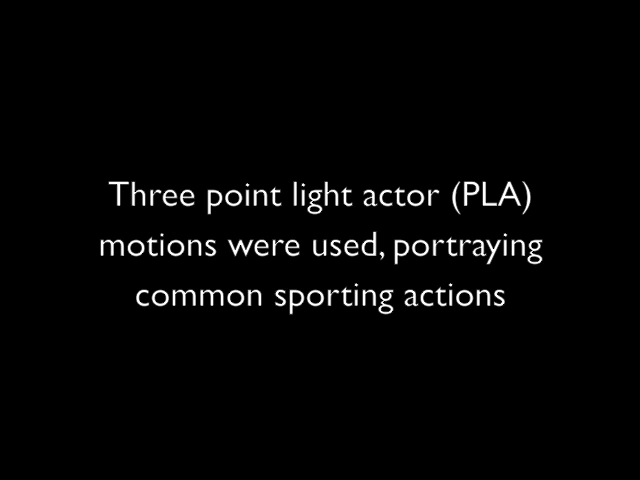 Three point light actor (PLA)
motions were used, portraying
common sporting actions